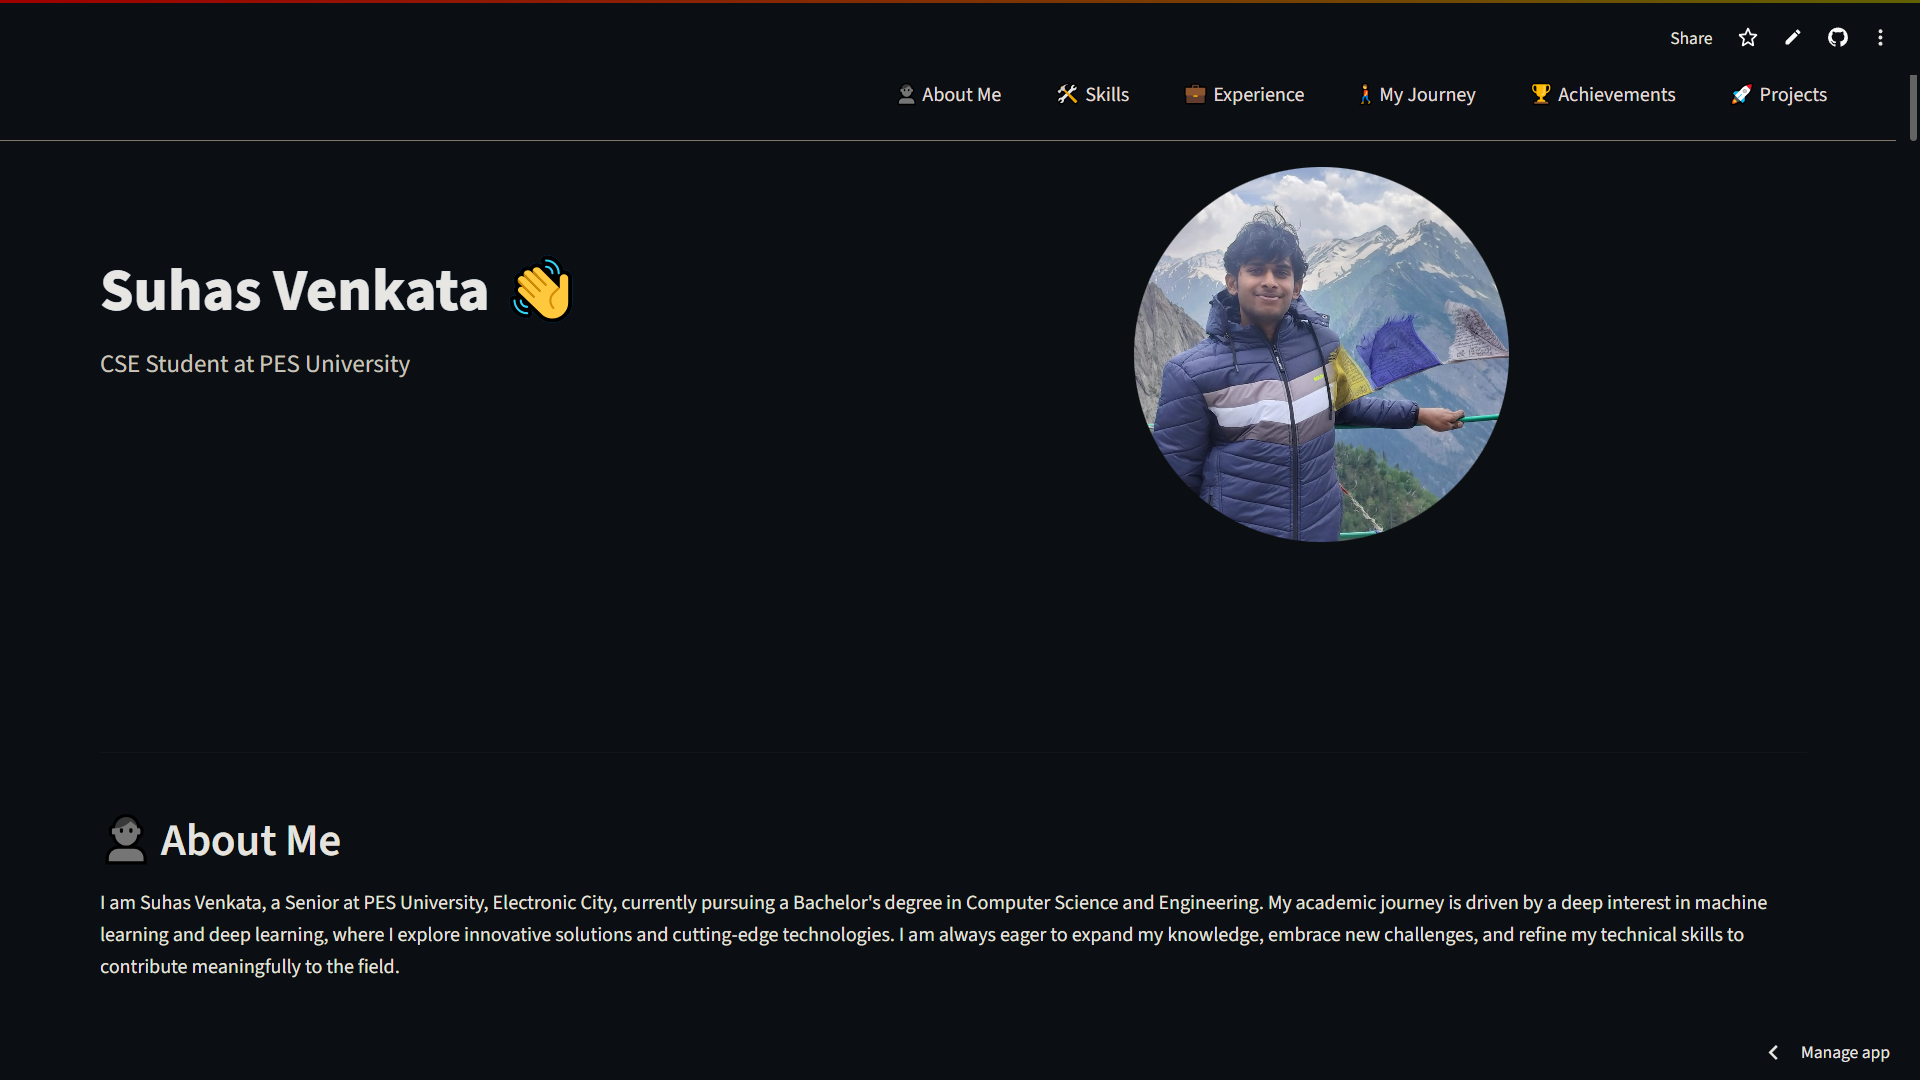 Share
👤 About Me
🛠️ Skills
💼 Experience
🚶 My Journey
🏆 Achievements
🚀 Projects
Suhas Venkata 👋
CSE Student at PES University
👤 About Me
I am Suhas Venkata, a Senior at PES University, Electronic City, currently pursuing a Bachelor's degree in Computer Science and Engineering. My academic journey is driven by a deep interest in machine
learning and deep learning, where I explore innovative solutions and cutting-edge technologies. I am always eager to expand my knowledge, embrace new challenges, and refine my technical skills to
contribute meaningfully to the field.
Manage app